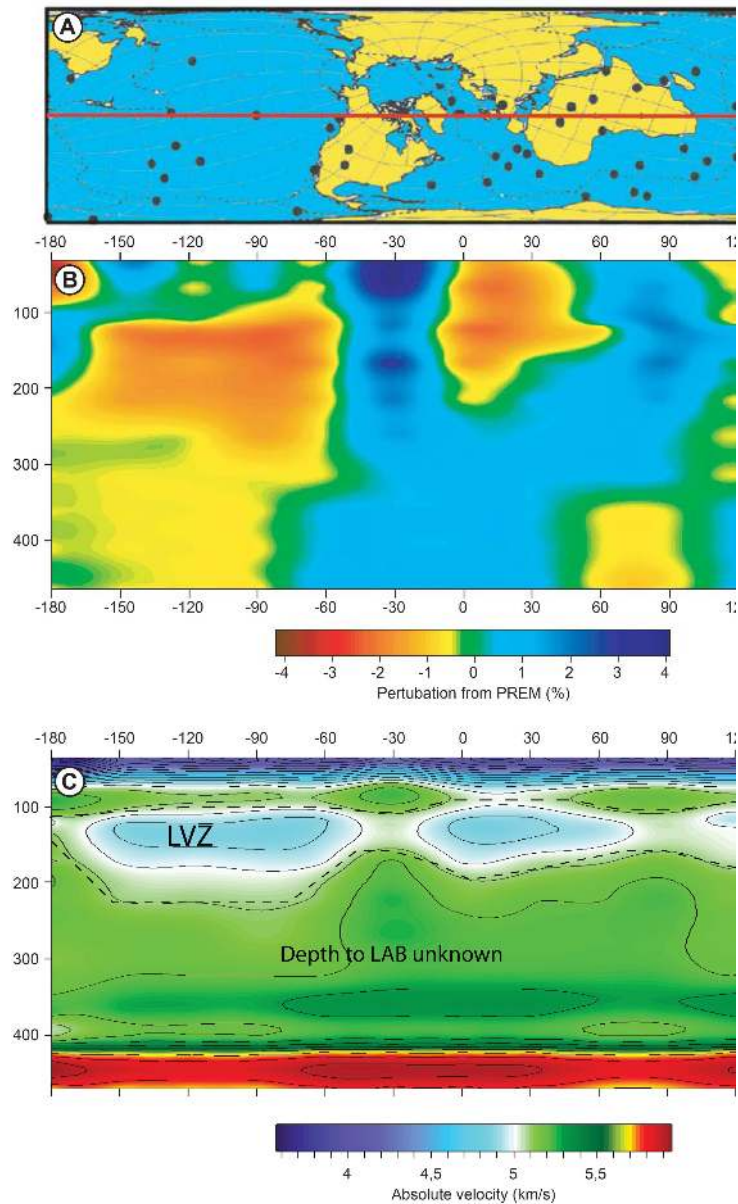 A
-180 -150 -120 -90 -60 -30 0 30 60 90 12
B
100
200
300
400
-180 -150 -120 -90 -60 -30 0 30 60 90 12
-4 -3 -2 -1 0 1 2 3 4
Pertubation from PREM (%)
-180 -150 -120 -90 -60 -30 0 30 60 90 12
C
100
LVZ
200
Depth to LAB unknown
300
400
4 4,5 5 5,5
Absolute velocity (km/s)